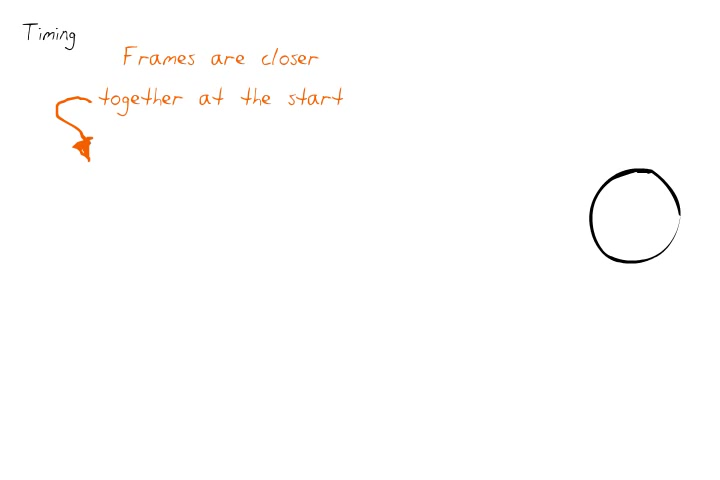 Timing
Frames are closer
together at the start